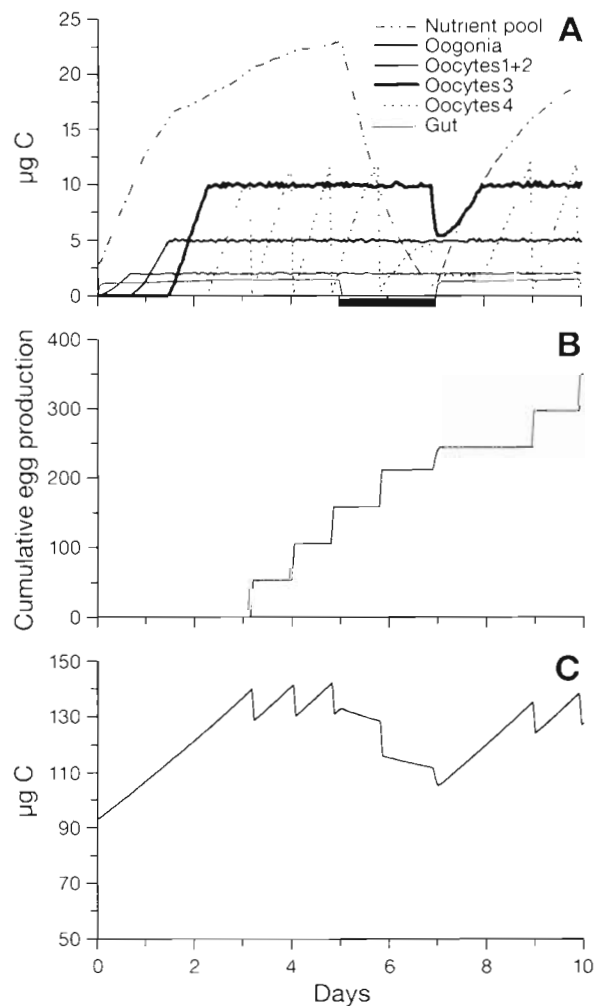 25
20
15
10
5
0
µg C
A
Nutrient pool
Oogonia
Oocytes1+2
Oocytes3
Oocytes4
Gut
400
300
200
100
0
Cumulative egg production
B
150
130
110
90
70
50
µg C
C
0 2 4 6 8 10
Days